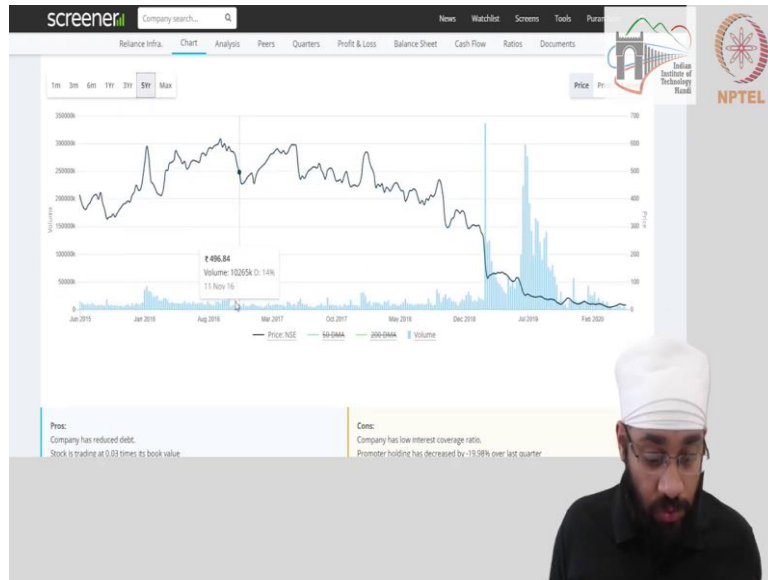 screener
Company search...
News Watchlist Screens Tools
Reliance Infra. Chart Analysis Peers Quarters Profit & Loss Balance Sheet Cash Flow Ratios Documents
Indian
Institute of
Technology
Mandi
NPTEL
1m 3m 6m 1Yr 3Yr 5Yr Max
Price
350000k 700
300000k 600
250000k 500
200000k 400
Volume
Price
150000k 300
100000k 200
50000k 100
0 0
₹ 496.84
Volume: 10265k D: 14%
11 Nov 16
Jun 2015 Jan 2016 Aug 2016 Mar 2017 Oct 2017 May 2018 Dec 2018 Jul 2019 Feb 2020
Price: NSE 50 DMA 200 DMA Volume
Pros:
Company has reduced debt.
Stock is trading at 0.03 times its book value
Cons:
Company has low interest coverage ratio.
Promoter holding has decreased by -19.98% over last quarter